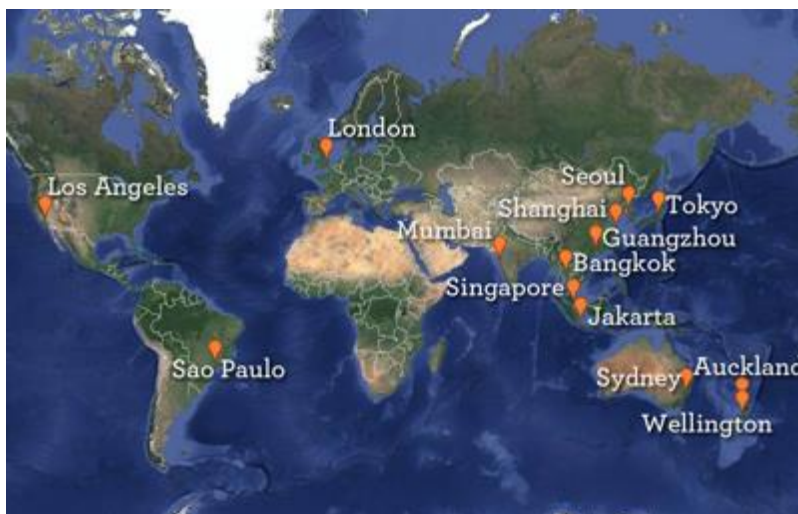 London
Los Angeles
Seoul
Shanghai
Tokyo
Mumbai
Guangzhou
Bangkok
Singapore
Jakarta
Sao Paulo
Sydney
Auckland
Wellington